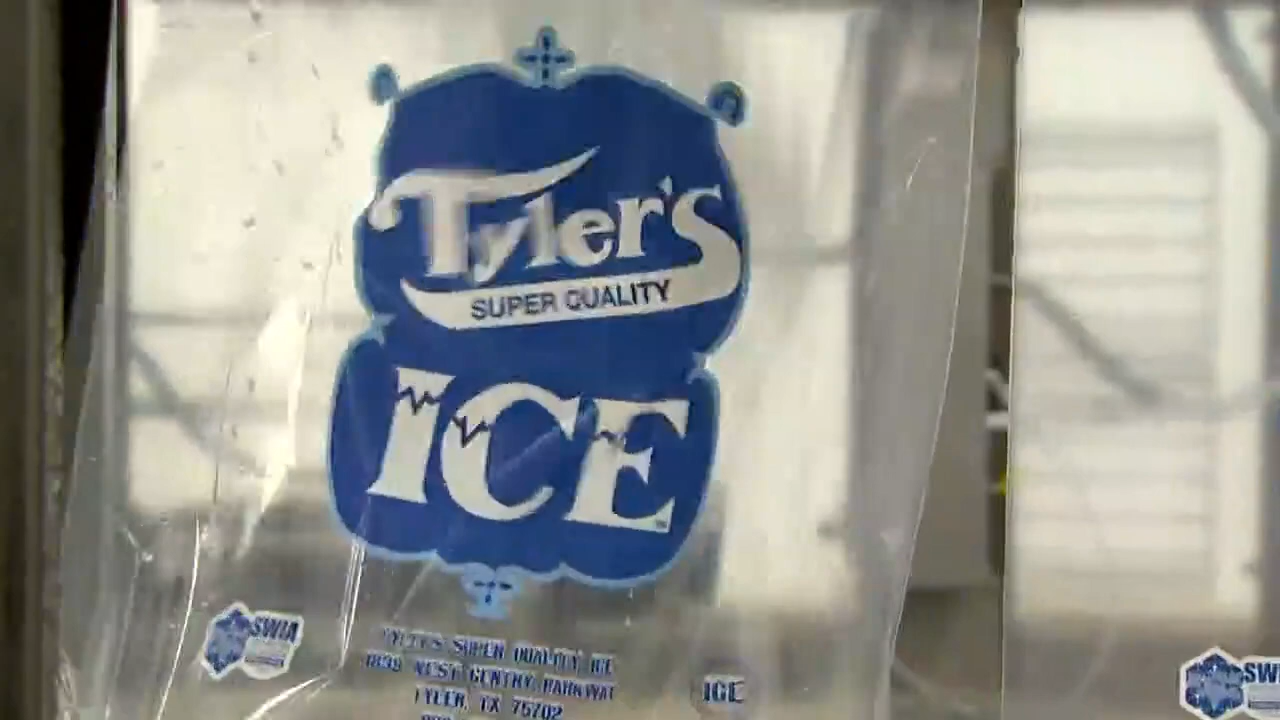 Tyler's
SUPER QUALITY
ICE
SWIA
TYLER'S SUPER QUALITY ICE
WEST GENTRY PARKWAY
TYLER, TX 75702
ICE
SWI